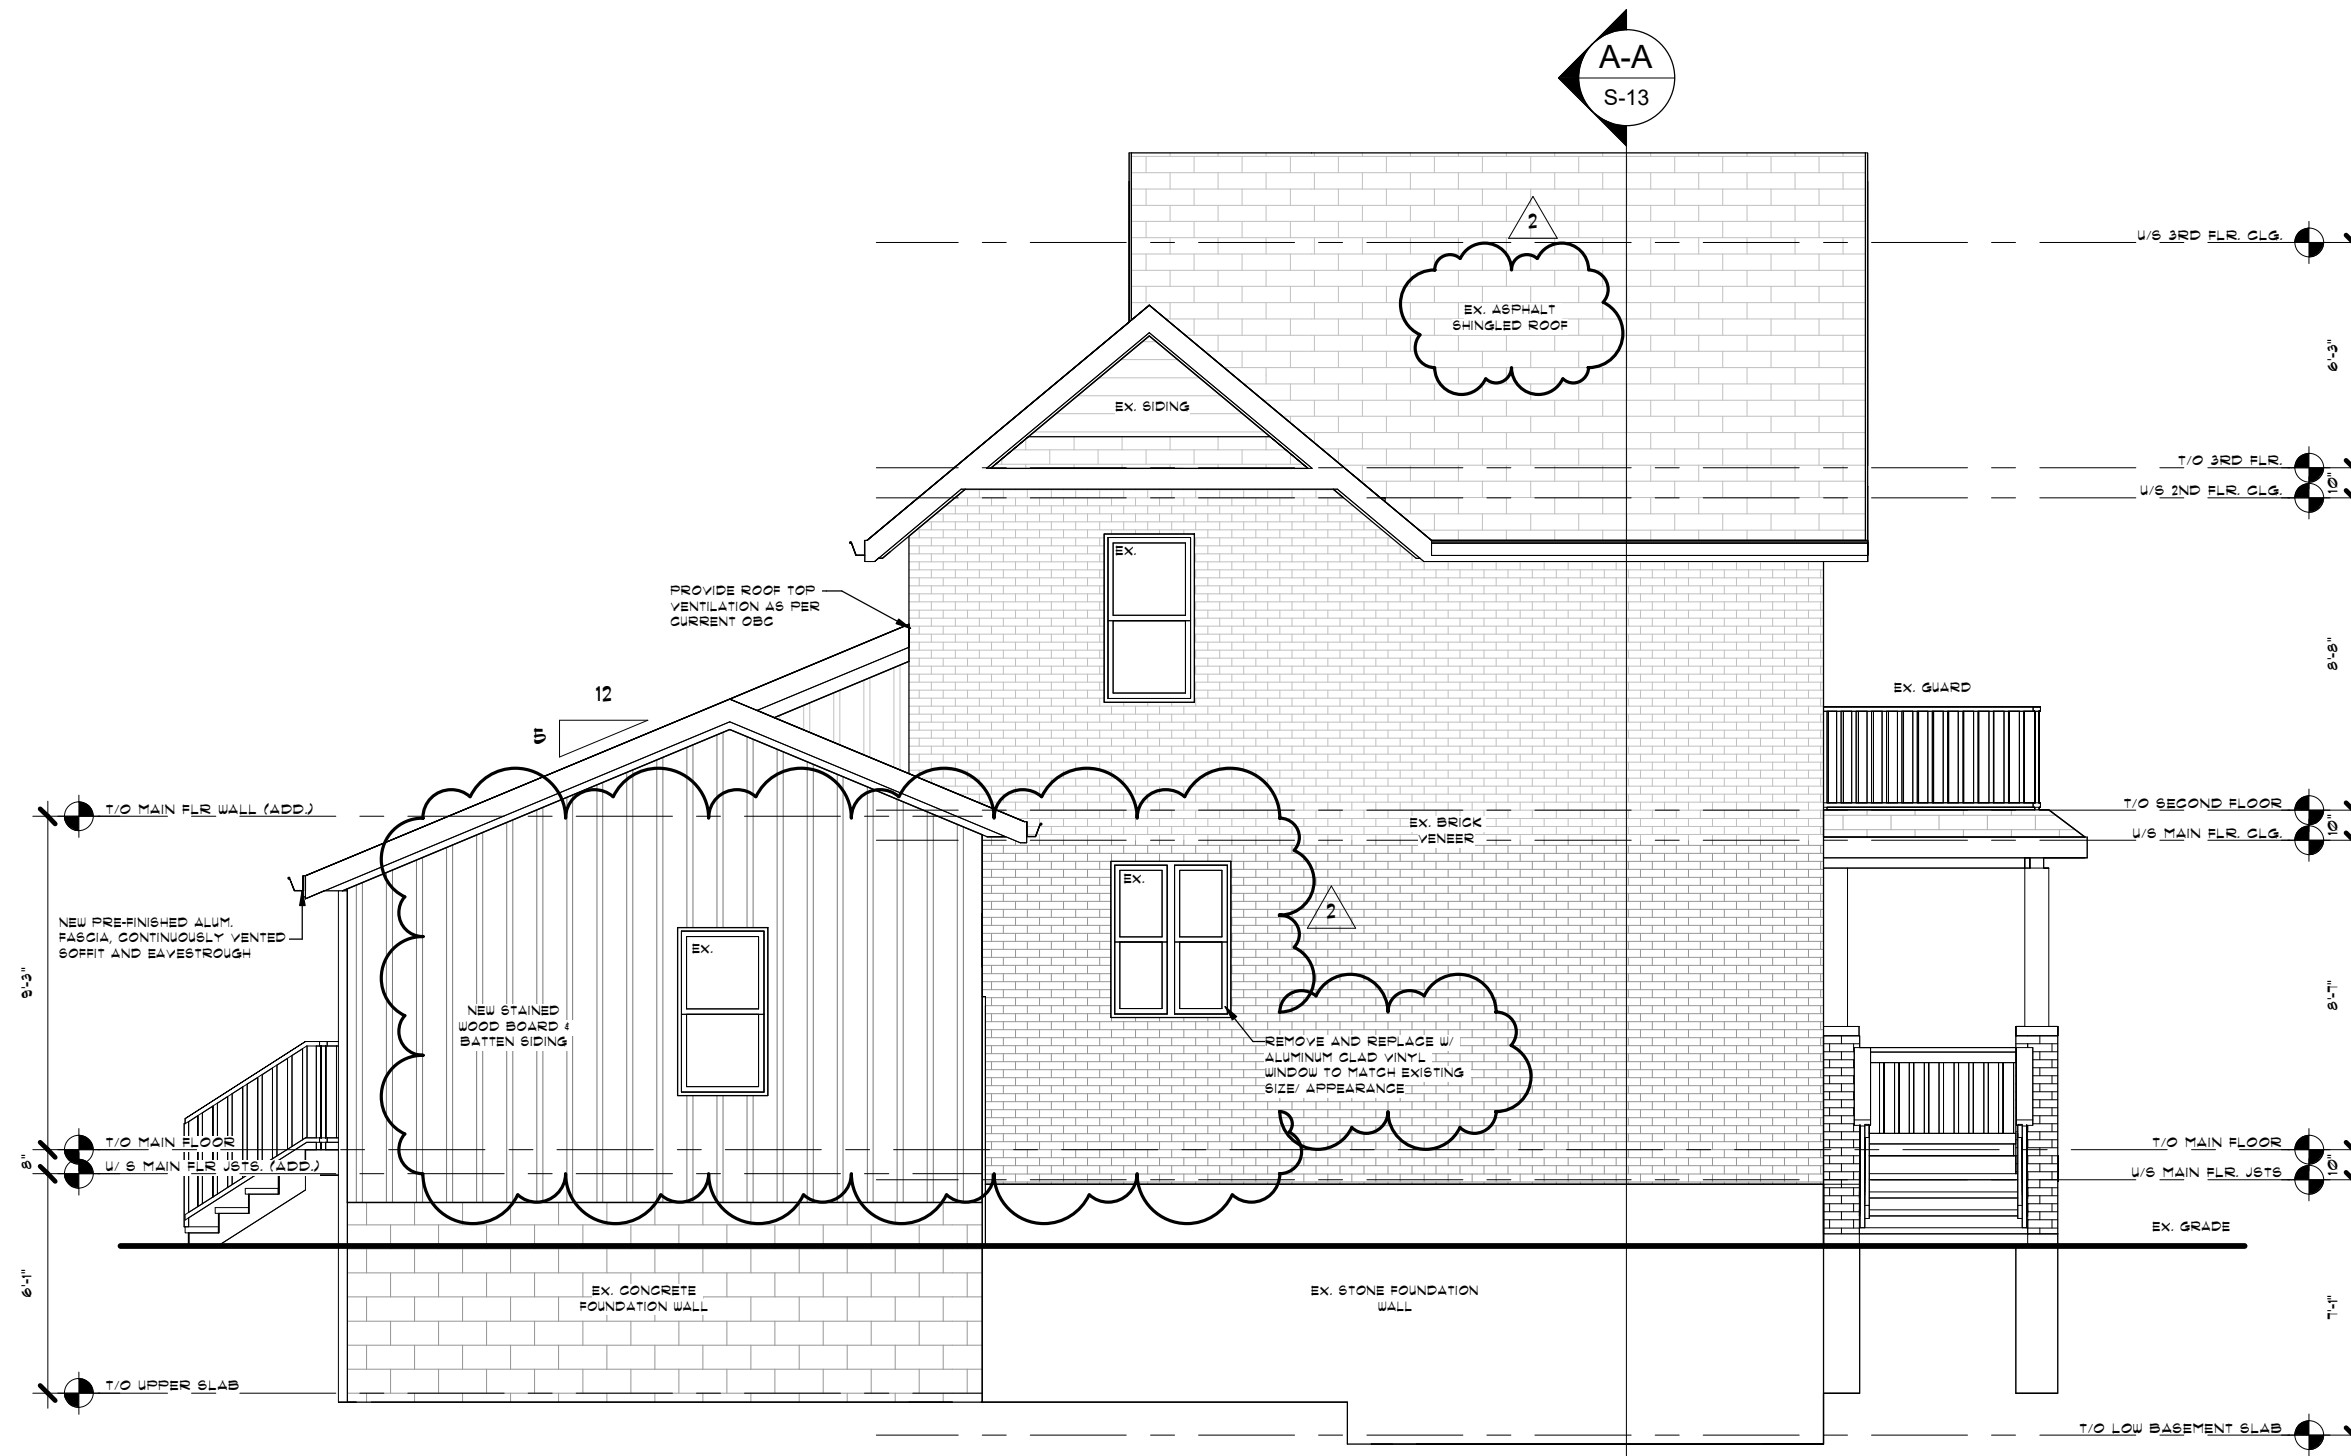 A-A
S-13
U/S 3RD FLR. CLG.
2
EX. ASPHALT
SHINGLED ROOF
6'-3"
EX. SIDING
T/O 3RD FLR.
10"
U/S 2ND FLR. CLG.
EX.
PROVIDE ROOF TOP
VENTILATION AS PER
CURRENT OBC
8'-8"
12
5
EX. GUARD
T/O MAIN FLR WALL (ADD.)
T/O SECOND FLOOR
10"
U/S MAIN FLR. CLG.
EX. BRICK
VENEER
EX.
2
NEW PRE-FINISHED ALUM.
FASCIA, CONTINUOUSLY VENTED
SOFFIT AND EAVESTROUGH
EX.
9'-3"
8'-7"
NEW STAINED
WOOD BOARD &
BATTEN SIDING
REMOVE AND REPLACE W/
ALUMINUM CLAD VINYL
WINDOW TO MATCH EXISTING
SIZE/ APPEARANCE
T/O MAIN FLOOR
8"
U/ S MAIN FLR JSTS. (ADD.)
T/O MAIN FLOOR
10"
U/S MAIN FLR. JSTS
EX. GRADE
6'-1"
EX. CONCRETE
FOUNDATION WALL
EX. STONE FOUNDATION
WALL
7'-1"
T/O UPPER SLAB
T/O LOW BASEMENT SLAB